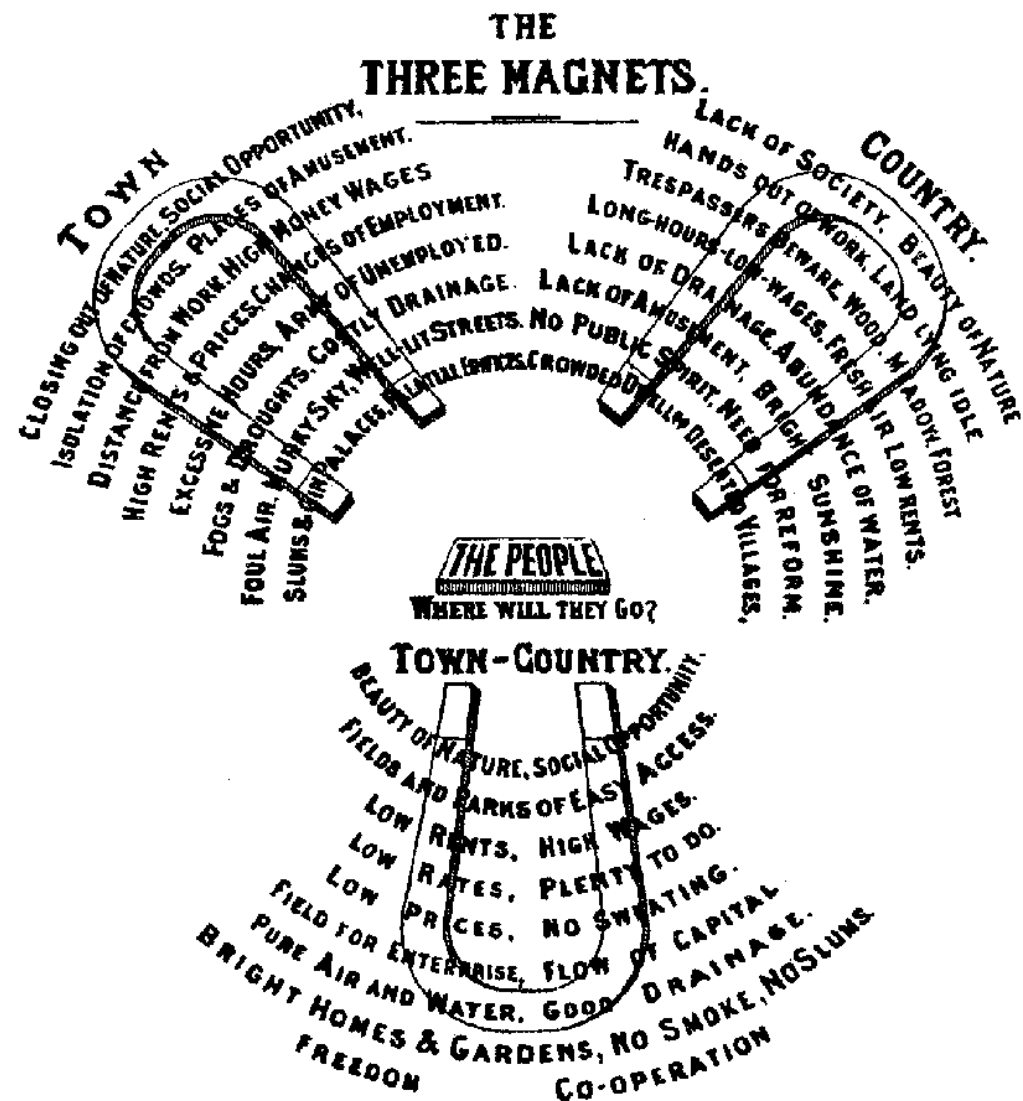 THE
THREE MAGNETS.
TOWN
CLOSING OUT OF NATURE. SOCIAL OPPORTUNITY.
ISOLATION OF CROWDS. PLACES OF AMUSEMENT.
DISTANCE FROM WORK. HIGH MONEY WAGES
HIGH RENTS & PRICES. CHANCES OF EMPLOYMENT.
EXCESSIVE HOURS. ARMY OF UNEMPLOYED.
FOGS & DROUGHTS. COSTLY DRAINAGE.
FOUL AIR. MURKY SKY. WELL-LIT STREETS.
SLUMS & GIN PALACES.
COUNTRY.
LACK OF SOCIETY. BEAUTY OF NATURE
HANDS OUT OF WORK. LAND LYING IDLE
TRESPASSERS BEWARE. WOOD. MEADOW. FOREST
LONG-HOURS-LOW-WAGES. FRESH AIR LOW RENTS.
LACK OF DRAINAGE. ABUNDANCE OF WATER.
LACK OF AMUSEMENT. BRIGHT SUNSHINE.
NO PUBLIC SPIRIT. NEED FOR REFORM.
CROWDED DESERTED VILLAGES.
THE PEOPLE
WHERE WILL THEY GO?
TOWN-COUNTRY.
BEAUTY OF NATURE. SOCIAL OPPORTUNITY.
FIELDS AND PARKS OF EASY ACCESS.
LOW RENTS, HIGH WAGES.
LOW RATES, PLENTY TO DO.
LOW PRICES, NO SWEATING.
FIELD FOR ENTERPRISE, FLOW OF CAPITAL
PURE AIR AND WATER. GOOD DRAINAGE.
BRIGHT HOMES & GARDENS, NO SMOKE, NO SLUMS.
FREEDOM CO-OPERATION